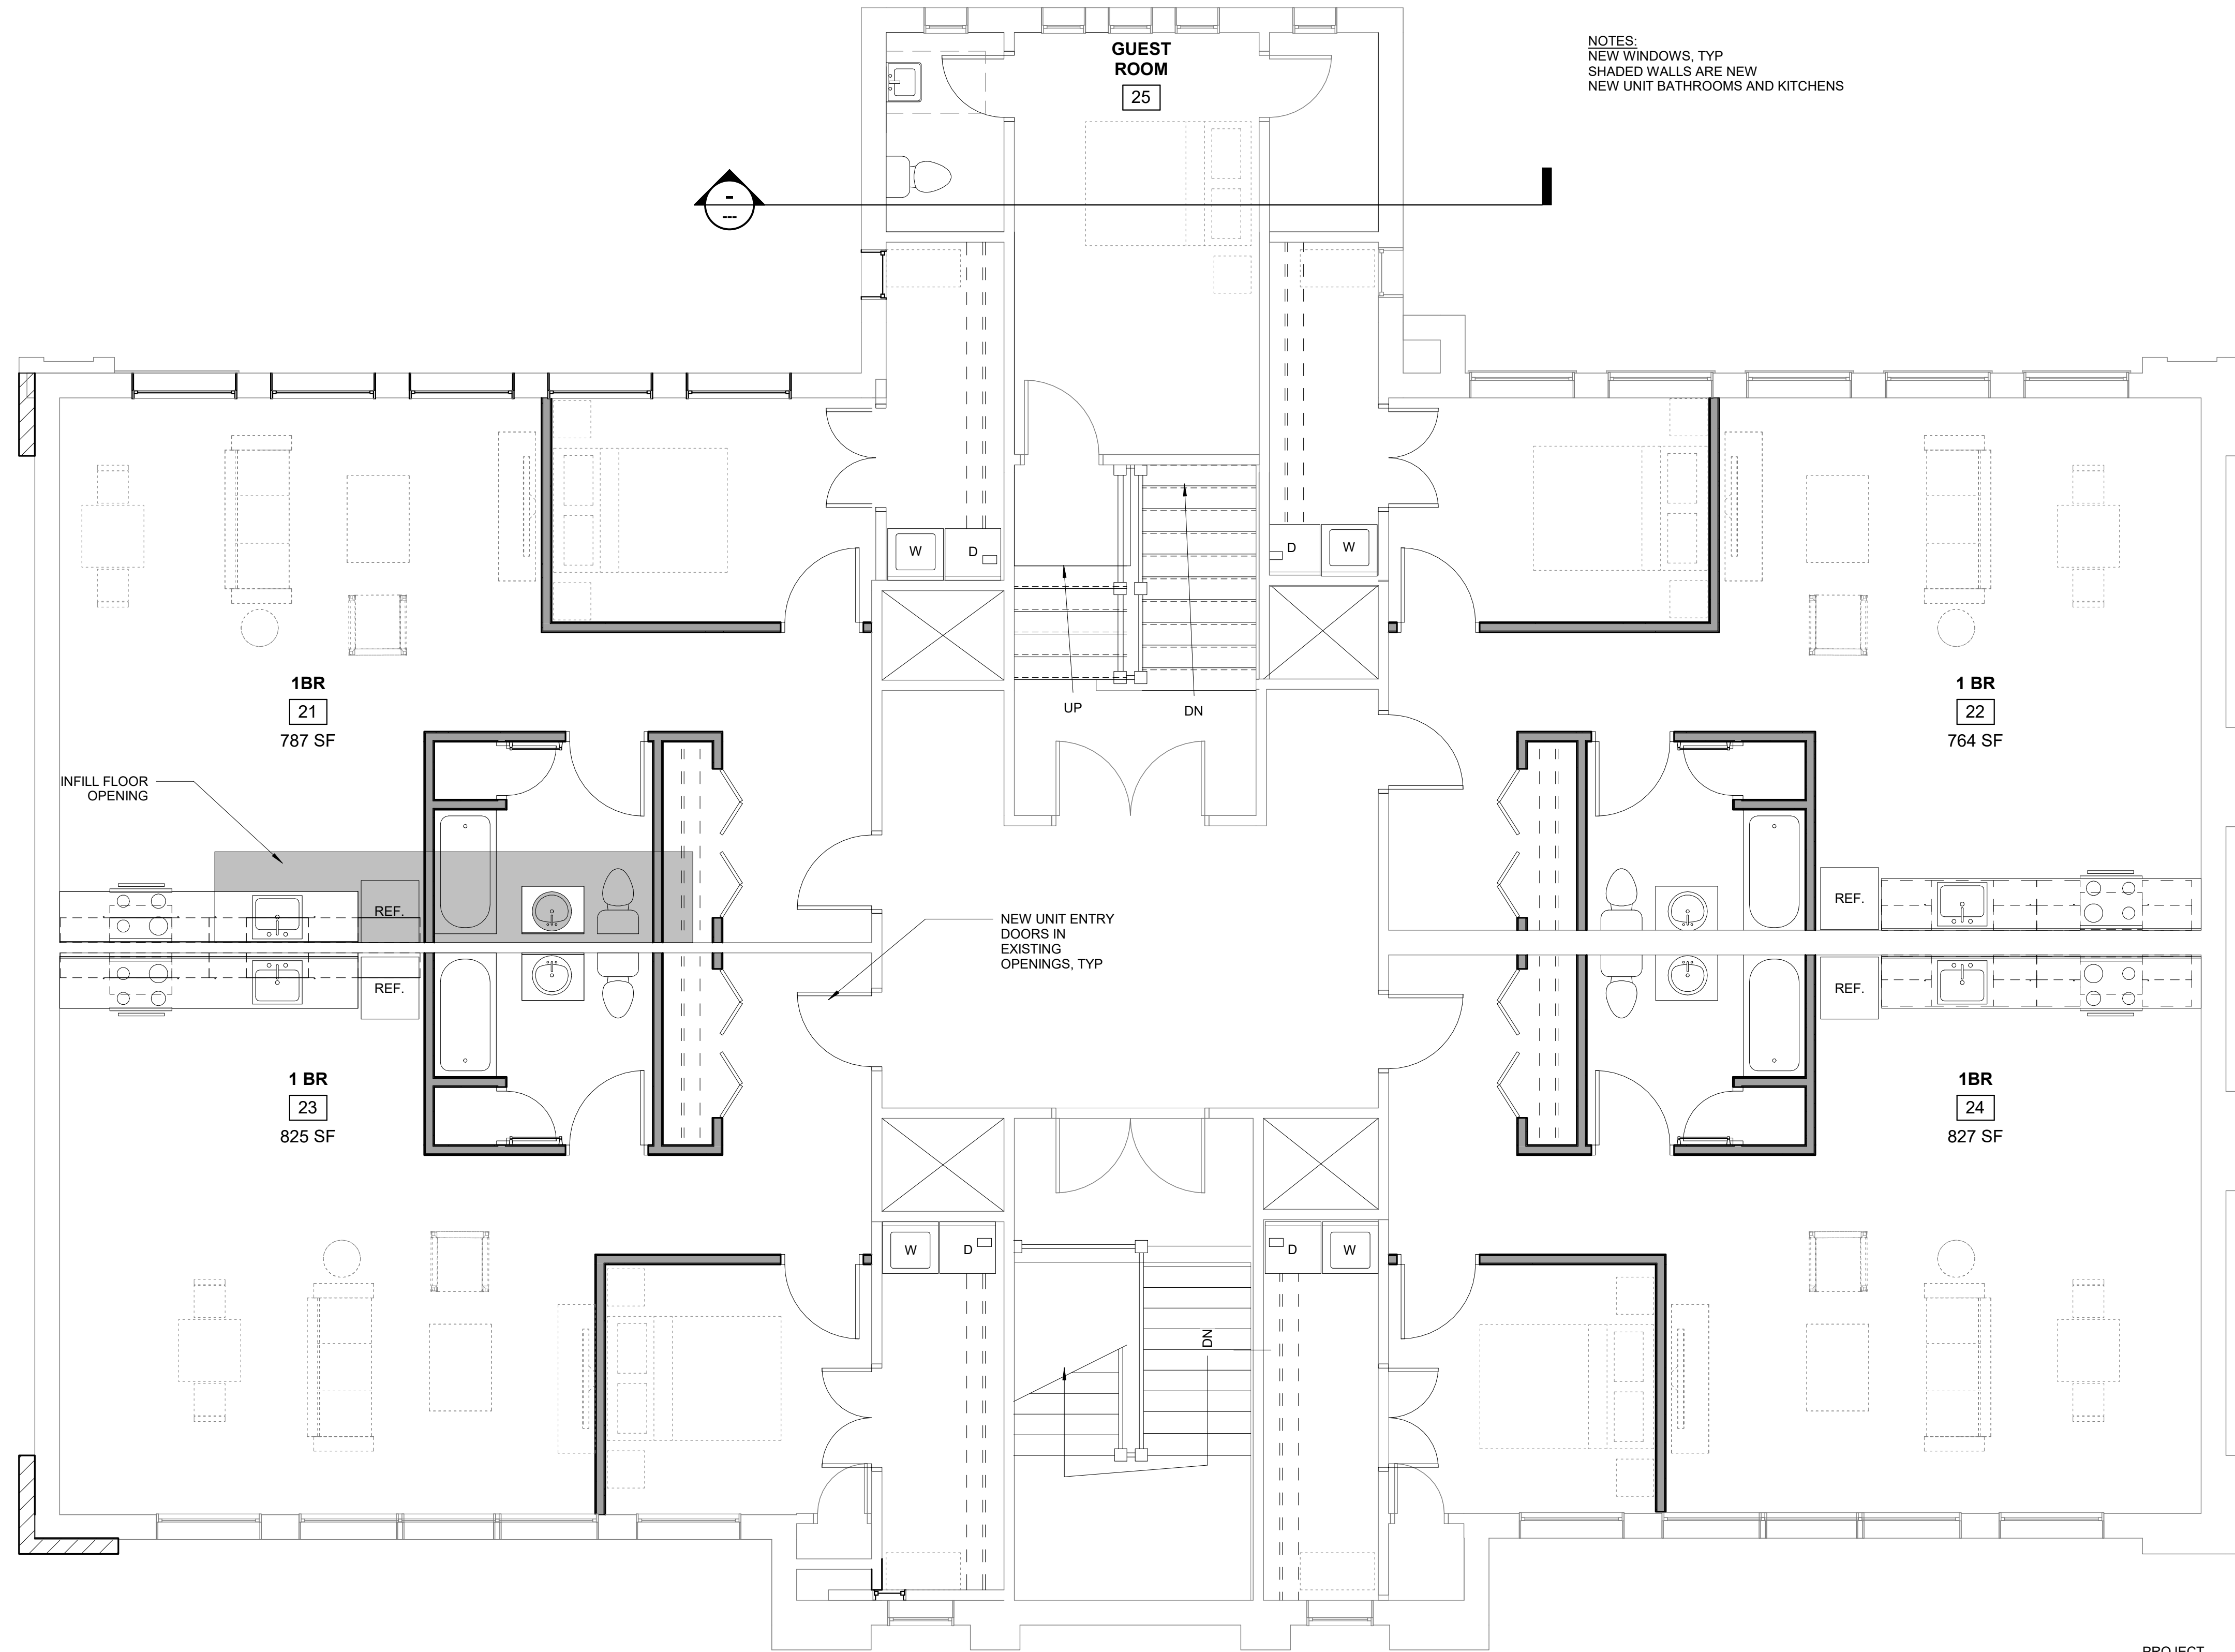 GUEST
ROOM
25
NOTES:
NEW WINDOWS, TYP
SHADED WALLS ARE NEW
NEW UNIT BATHROOMS AND KITCHENS
-
---
W
D
D
W
1BR
21
787 SF
UP
DN
1 BR
22
764 SF
INFILL FLOOR
OPENING
REF.
REF.
NEW UNIT ENTRY
DOORS IN
EXISTING
OPENINGS, TYP
REF.
REF.
1 BR
23
825 SF
1BR
24
827 SF
W
D
D
W
DN
PROJECT